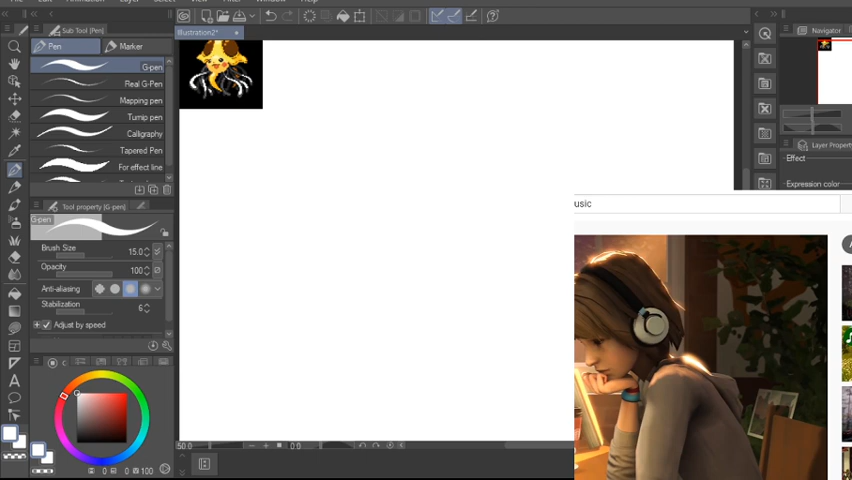 Illustration2*
Sub Tool [Pen]
Navigator
Pen
Marker
G-pen
Real G-Pen
Mapping pen
Turnip pen
Calligraphy
Tapered Pen
For effect line
Layer Property
Effect
Expression color
usic
Tool property [G-pen]
G-pen
Brush Size 15.0
Opacity 100
Anti-aliasing
Stabilization 6
Adjust by speed
50.0
0.0
0 0 100